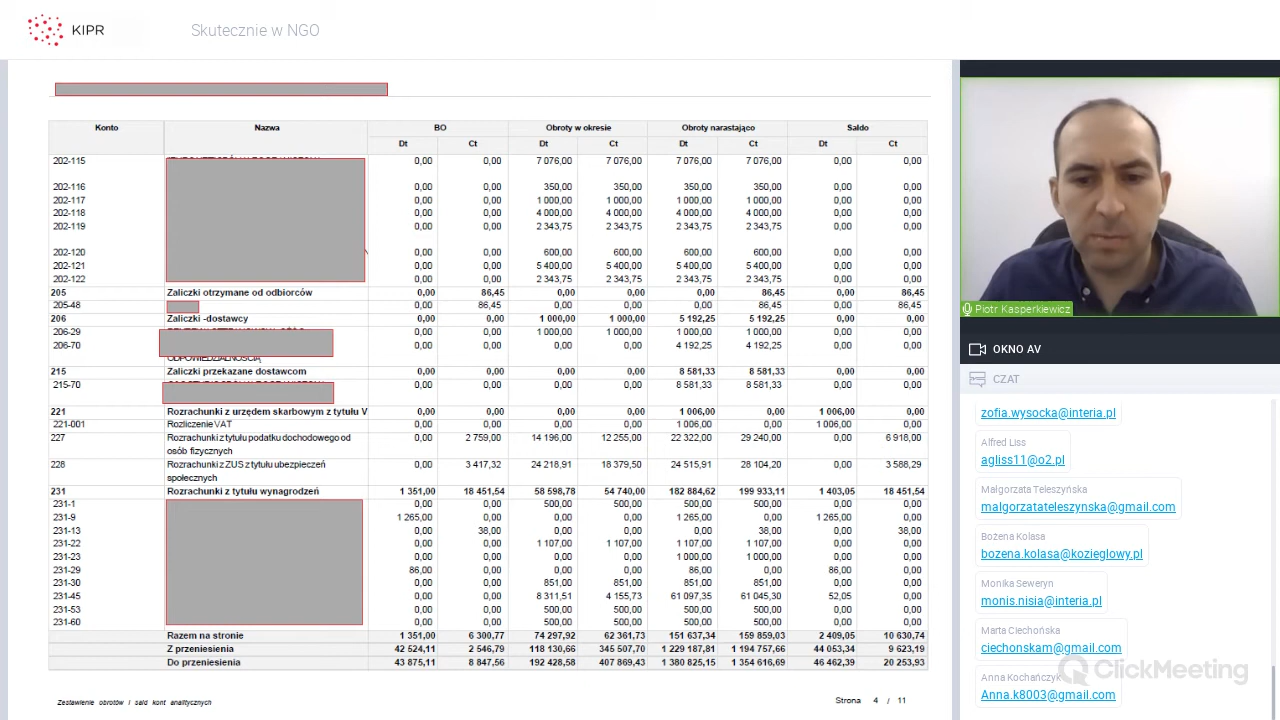 KIPR
Skutecznie w NGO
Konto Nazwa BO Obroty w okresie Obroty narastająco Saldo
Dt Ct Dt Ct Dt Ct Dt Ct
202-115 0,00 0,00 7 076,00 7 076,00 7 076,00 7 076,00 0,00 0,00
202-116 0,00 0,00 350,00 350,00 350,00 350,00 0,00 0,00
202-117 0,00 0,00 1 000,00 1 000,00 1 000,00 1 000,00 0,00 0,00
202-118 0,00 0,00 4 000,00 4 000,00 4 000,00 4 000,00 0,00 0,00
202-119 0,00 0,00 2 343,75 2 343,75 2 343,75 2 343,75 0,00 0,00
202-120 0,00 0,00 600,00 600,00 600,00 600,00 0,00 0,00
202-121 0,00 0,00 5 400,00 5 400,00 5 400,00 5 400,00 0,00 0,00
202-122 0,00 0,00 2 343,75 2 343,75 2 343,75 2 343,75 0,00 0,00
205 Zaliczki otrzymane od odbiorców 0,00 86,45 0,00 0,00 0,00 86,45 0,00 86,45
205-48 0,00 86,45 0,00 0,00 0,00 86,45 0,00 86,45
206 Zaliczki -dostawcy 0,00 0,00 1 000,00 1 000,00 5 192,25 5 192,25 0,00 0,00
206-29 0,00 0,00 1 000,00 1 000,00 1 000,00 1 000,00 0,00 0,00
206-70 0,00 0,00 0,00 0,00 4 192,25 4 192,25 0,00 0,00
ODPOWIEDZIALNOŚCIĄ
215 Zaliczki przekazane dostawcom 0,00 0,00 0,00 0,00 8 581,33 8 581,33 0,00 0,00
215-70 0,00 0,00 0,00 0,00 8 581,33 8 581,33 0,00 0,00
221 Rozrachunki z urzędem skarbowym z tytułu V 0,00 0,00 0,00 0,00 1 006,00 0,00 1 006,00 0,00
221-001 Rozliczenie VAT 0,00 0,00 0,00 0,00 1 006,00 0,00 1 006,00 0,00
227 Rozrachunki z tytułu podatku dochodowego od 0,00 2 759,00 14 196,00 12 255,00 22 322,00 29 240,00 0,00 6 918,00
osób fizycznych
228 Rozrachunki z ZUS z tytułu ubezpieczeń 0,00 3 417,32 24 218,91 18 379,50 24 515,91 28 104,20 0,00 3 588,29
społecznych
231 Rozrachunki z tytułu wynagrodzeń 1 351,00 18 451,54 58 598,78 54 740,00 182 884,62 199 933,11 1 403,05 18 451,54
231-1 0,00 0,00 500,00 500,00 500,00 500,00 0,00 0,00
231-9 1 265,00 0,00 0,00 0,00 1 265,00 0,00 1 265,00 0,00
231-13 0,00 38,00 0,00 0,00 0,00 38,00 0,00 38,00
231-22 0,00 0,00 1 107,00 1 107,00 1 107,00 1 107,00 0,00 0,00
231-23 0,00 0,00 0,00 0,00 1 000,00 1 000,00 0,00 0,00
231-29 86,00 0,00 0,00 0,00 86,00 0,00 86,00 0,00
231-30 0,00 0,00 851,00 851,00 851,00 851,00 0,00 0,00
231-45 0,00 0,00 8 311,51 4 155,73 61 097,35 61 045,30 52,05 0,00
231-53 0,00 0,00 500,00 500,00 500,00 500,00 0,00 0,00
231-60 0,00 0,00 500,00 500,00 500,00 500,00 0,00 0,00
Razem na stronie 1 351,00 6 300,77 74 297,92 62 361,73 151 637,34 159 859,03 2 409,05 10 630,74
Z przeniesienia 42 524,11 2 546,79 118 130,66 345 507,70 1 229 187,81 1 194 757,66 44 053,34 9 623,19
Do przeniesienia 43 875,11 8 847,56 192 428,58 407 869,43 1 380 825,15 1 354 616,69 46 462,39 20 253,93
Zestawienie obrotów i sald kont analitycznych
Strona 4 / 11
Piotr Kasperkiewicz
OKNO AV
CZAT
zofia.wysocka@interia.pl
Alfred Liss
agliss11@o2.pl
Małgorzata Teleszyńska
malgorzatateleszynska@gmail.com
Bożena Kolasa
bozena.kolasa@kozieglowy.pl
Monika Seweryn
monis.nisia@interia.pl
Marta Ciechońska
ciechonskam@gmail.com
Anna Kochańczyk
Anna.k8003@gmail.com
ClickMeeting